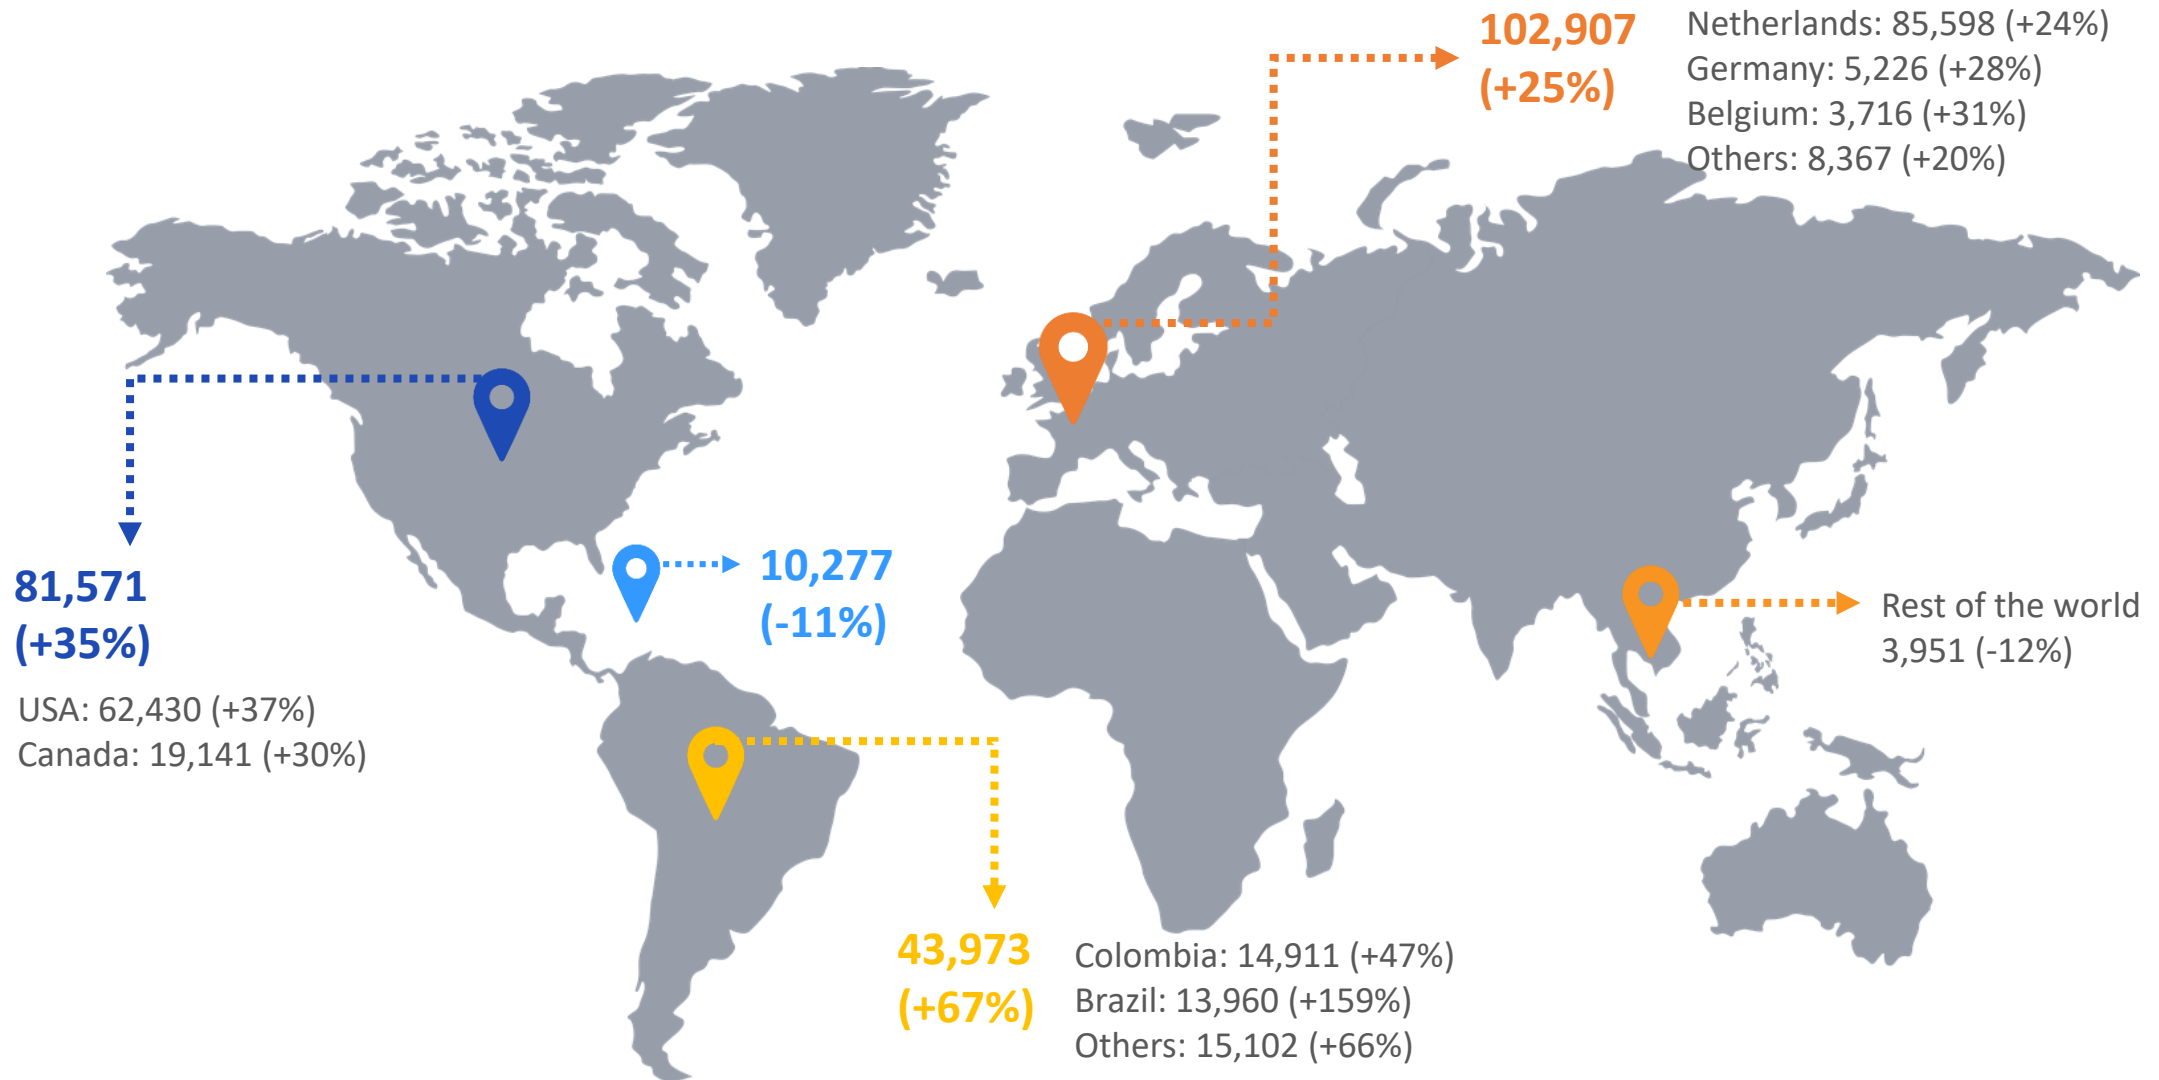 102,907
(+25%)
Netherlands: 85,598 (+24%)
Germany: 5,226 (+28%)
Belgium: 3,716 (+31%)
Others: 8,367 (+20%)
81,571
(+35%)
USA: 62,430 (+37%)
Canada: 19,141 (+30%)
10,277
(-11%)
Rest of the world
3,951 (-12%)
43,973
(+67%)
Colombia: 14,911 (+47%)
Brazil: 13,960 (+159%)
Others: 15,102 (+66%)